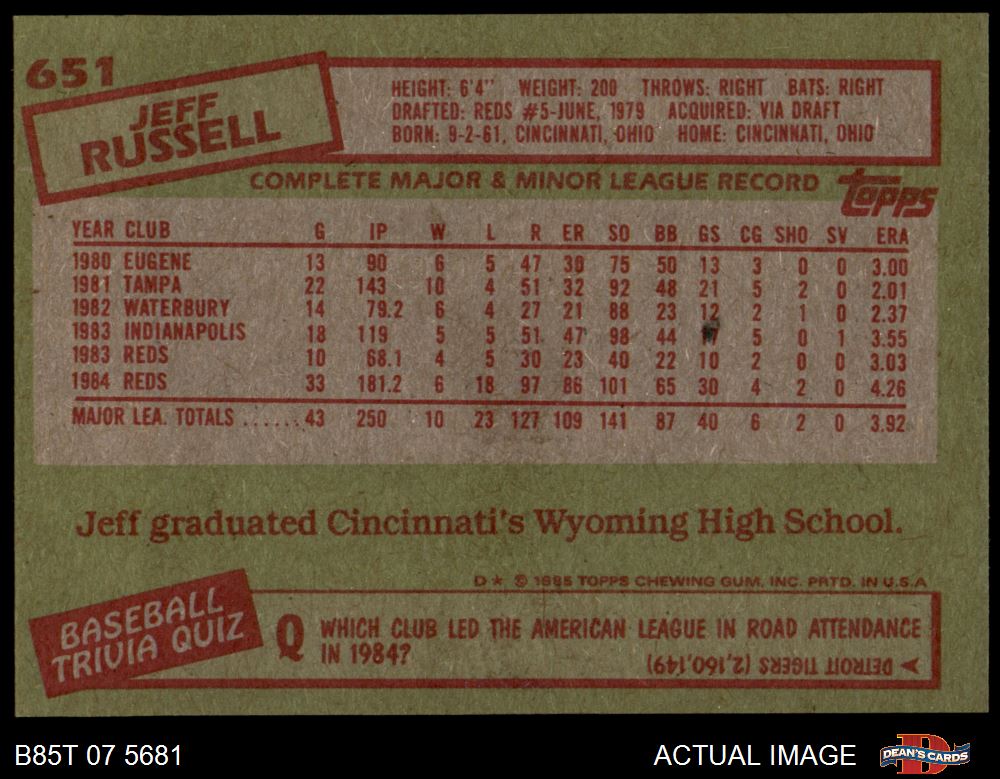 651
JEFF
RUSSELL
HEIGHT: 6'4" WEIGHT: 200 THROWS: RIGHT BATS: RIGHT
DRAFTED: REDS #5-JUNE, 1979 ACQUIRED: VIA DRAFT
BORN: 9-2-61, CINCINNATI, OHIO HOME: CINCINNATI, OHIO
COMPLETE MAJOR & MINOR LEAGUE RECORD
topps
YEAR CLUB G IP W L R ER SO BB GS CG SHO SV ERA
1980 EUGENE 13 90 6 5 47 30 75 50 13 3 0 0 3.00
1981 TAMPA 22 143 10 4 51 32 92 48 21 5 2 0 2.01
1982 WATERBURY 14 79.2 6 4 27 21 88 23 12 2 1 0 2.37
1983 INDIANAPOLIS 18 119 5 5 51 47 98 44 17 5 0 1 3.55
1983 REDS 10 68.1 4 5 30 23 40 22 10 2 0 0 3.03
1984 REDS 33 181.2 6 18 97 86 101 65 30 4 2 0 4.26
MAJOR LEA. TOTALS ...... 43 250 10 23 127 109 141 87 40 6 2 0 3.92
Jeff graduated Cincinnati's Wyoming High School.
D* © 1985 TOPPS CHEWING GUM, INC. PRTD. IN U.S.A
BASEBALL
TRIVIA QUIZ
Q WHICH CLUB LED THE AMERICAN LEAGUE IN ROAD ATTENDANCE
IN 1984?
DETROIT TIGERS (2,160,149)
B85T 07 5681 ACTUAL IMAGE DEAN'S CARDS